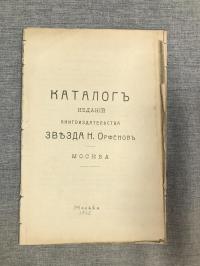 КАТАЛОГЪ
ИЗДАНІЙ
КНИГОИЗДАТЕЛЬСТВА
ЗВѢЗДА Н. ОРФЕНОВЪ
МОСКВА
Москва